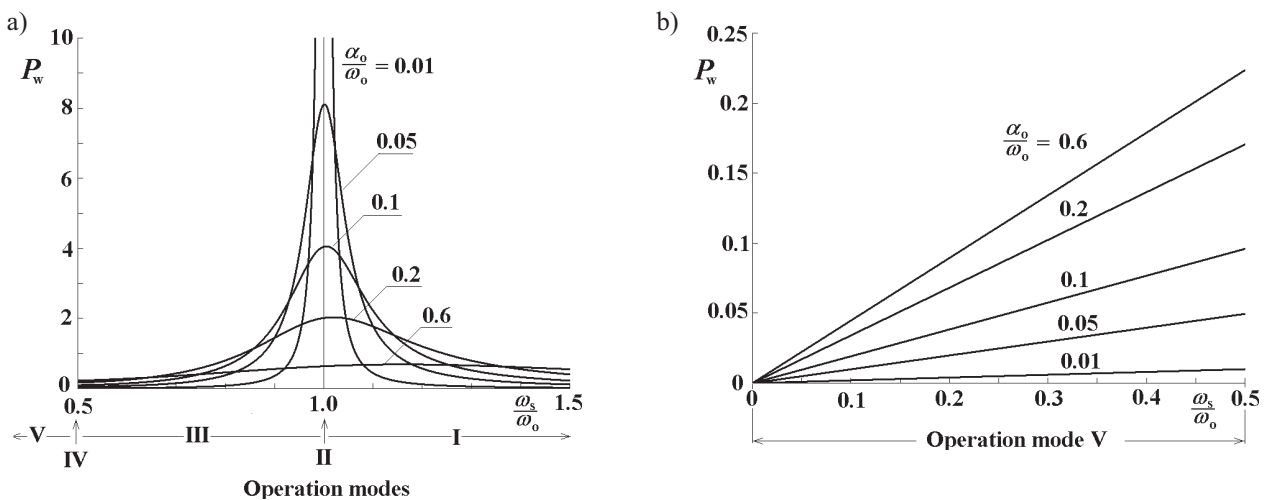 a)
10
P_w
α_o/ω_o = 0.01
8
0.05
6
0.1
4
0.2
2
0.6
0
0.5
1.0
ω_s/ω_o
1.5
V
III
I
IV
II
Operation modes
b)
0.25
P_w
0.2
α_o/ω_o = 0.6
0.15
0.2
0.1
0.1
0.05
0.05
0.01
0
0
0.1
0.2
0.3
0.4
ω_s/ω_o
0.5
Operation mode V